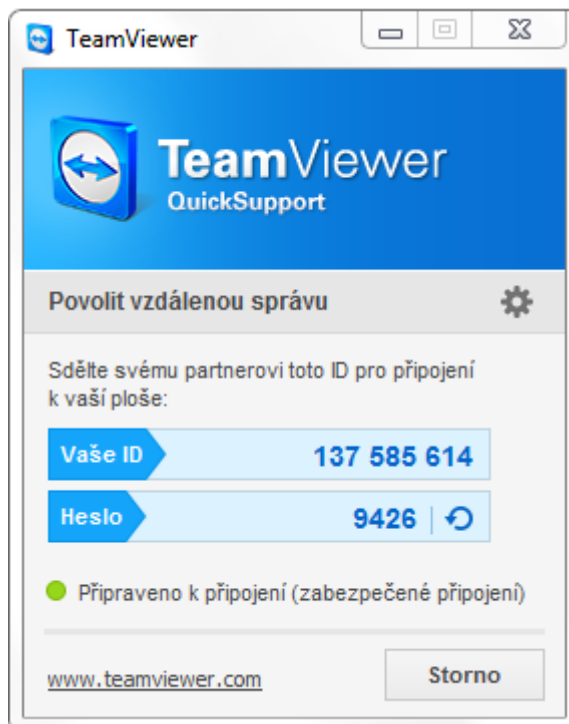 TeamViewer
TeamViewer
QuickSupport
Povolit vzdálenou správu
Sdělte svému partnerovi toto ID pro připojení
k vaší ploše:
Vaše ID 137 585 614
Heslo 9426
Připraveno k připojení (zabezpečené připojení)
www.teamviewer.com Storno